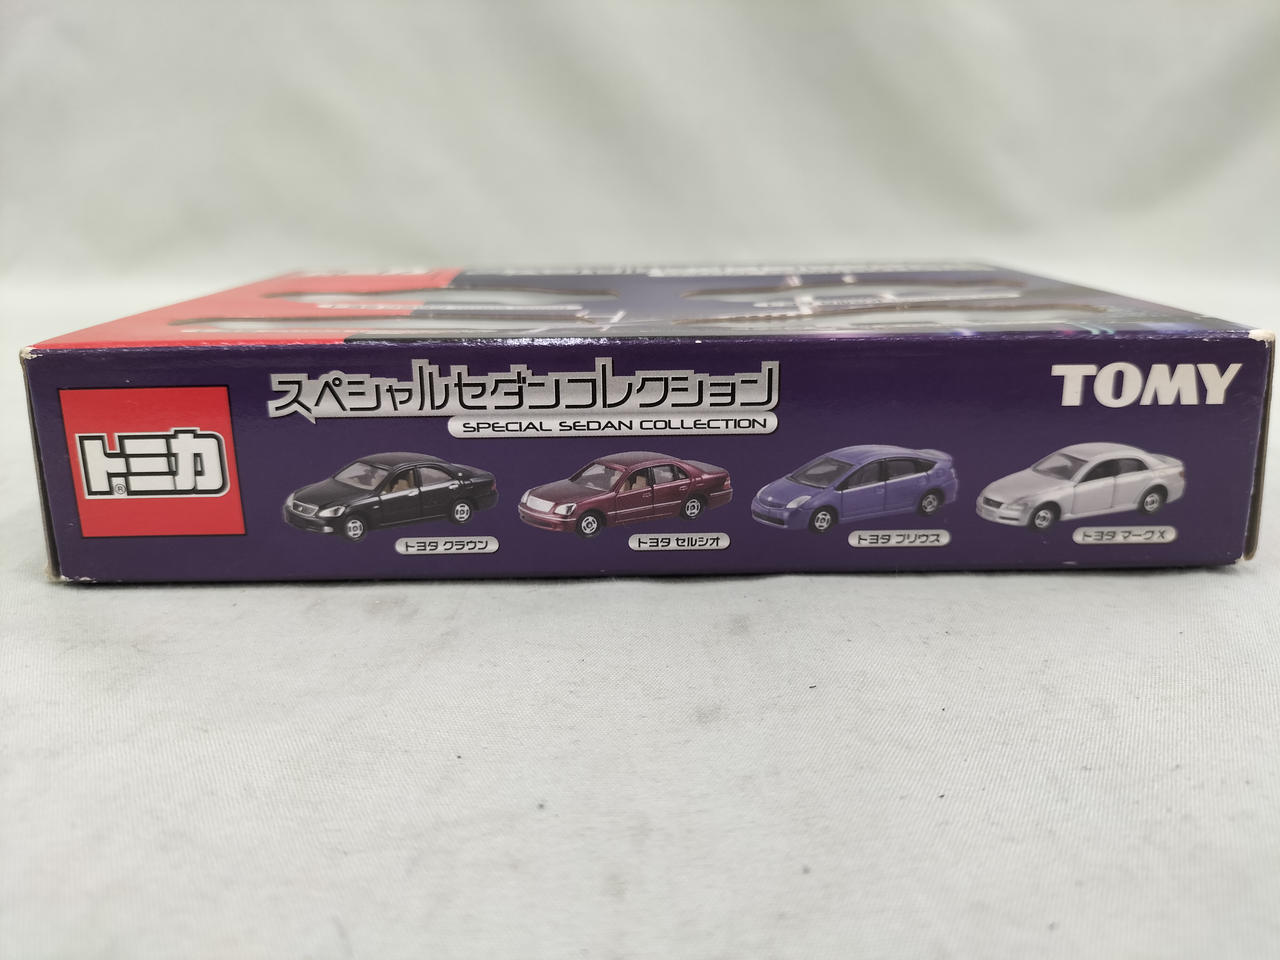 トミカ®
スペシャルセダンコレクション
SPECIAL SEDAN COLLECTION
TOMY
トヨタ クラウン
トヨタ セルシオ
トヨタ プリウス
トヨタ マークX